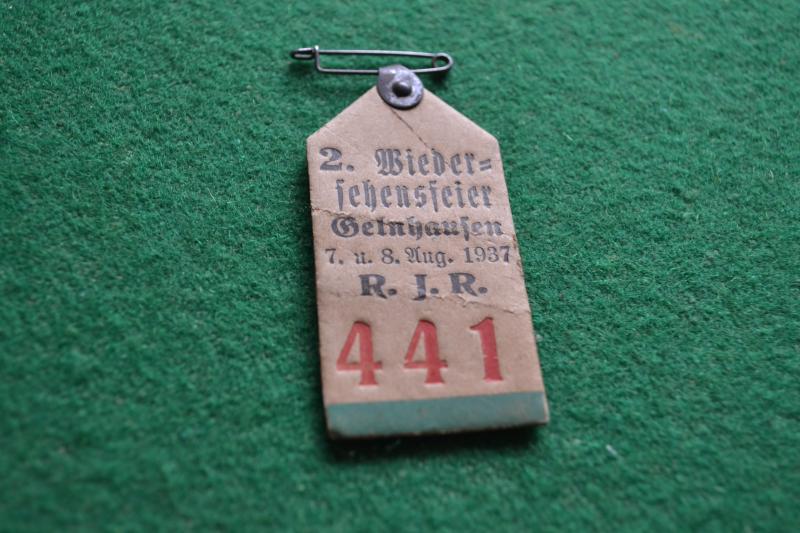 2. Wieder=
sehensfeier
Gelnhausen
7. u. 8. Aug. 1937
R. J. R.
441